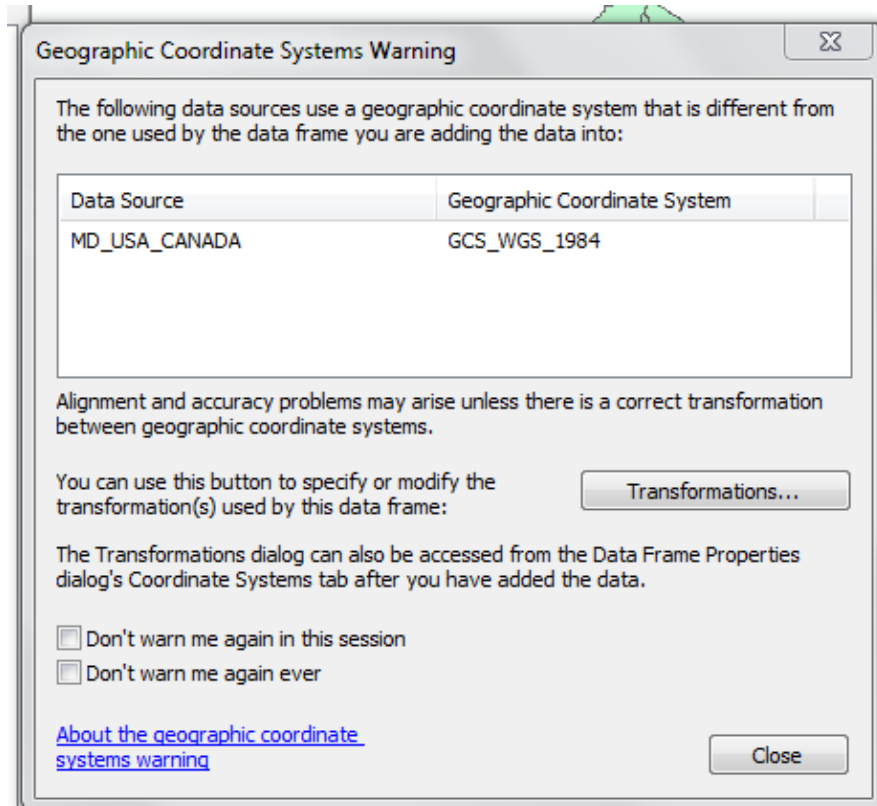 Geographic Coordinate Systems Warning
The following data sources use a geographic coordinate system that is different from
the one used by the data frame you are adding the data into:
Data Source Geographic Coordinate System
MD_USA_CANADA GCS_WGS_1984
Alignment and accuracy problems may arise unless there is a correct transformation
between geographic coordinate systems.
You can use this button to specify or modify the
transformation(s) used by this data frame:
Transformations...
The Transformations dialog can also be accessed from the Data Frame Properties
dialog's Coordinate Systems tab after you have added the data.
Don't warn me again in this session
Don't warn me again ever
About the geographic coordinate
systems warning
Close